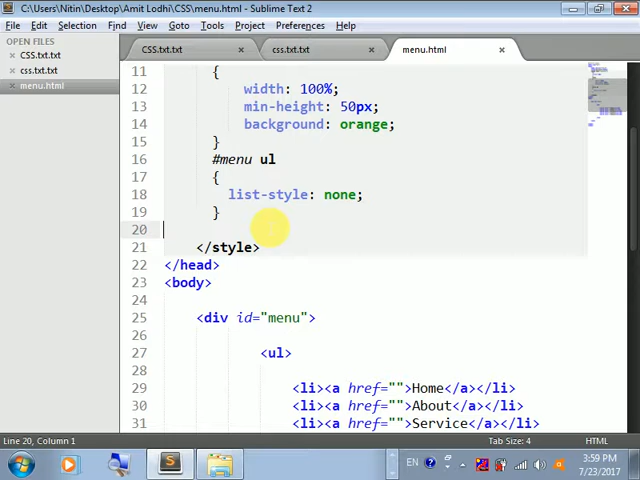 C:\Users\Nitin\Desktop\Amit Lodhi\CSS\menu.html - Sublime Text 2
File Edit Selection Find View Goto Tools Project Preferences Help
OPEN FILES
CSS.txt.txt
css.txt.txt
menu.html
CSS.txt.txt × css.txt.txt × menu.html ×
11 {
12 width: 100%;
13 min-height: 50px;
14 background: orange;
15 }
16 #menu ul
17 {
18 list-style: none;
19 }
20
21 </style>
22 </head>
23 <body>
24
25 <div id="menu">
26
27 <ul>
28
29 <li><a href="">Home</a></li>
30 <li><a href="">About</a></li>
31 <li><a href="">Service</a></li>
Line 20, Column 1 Tab Size: 4 HTML
EN 3:59 PM
7/23/2017